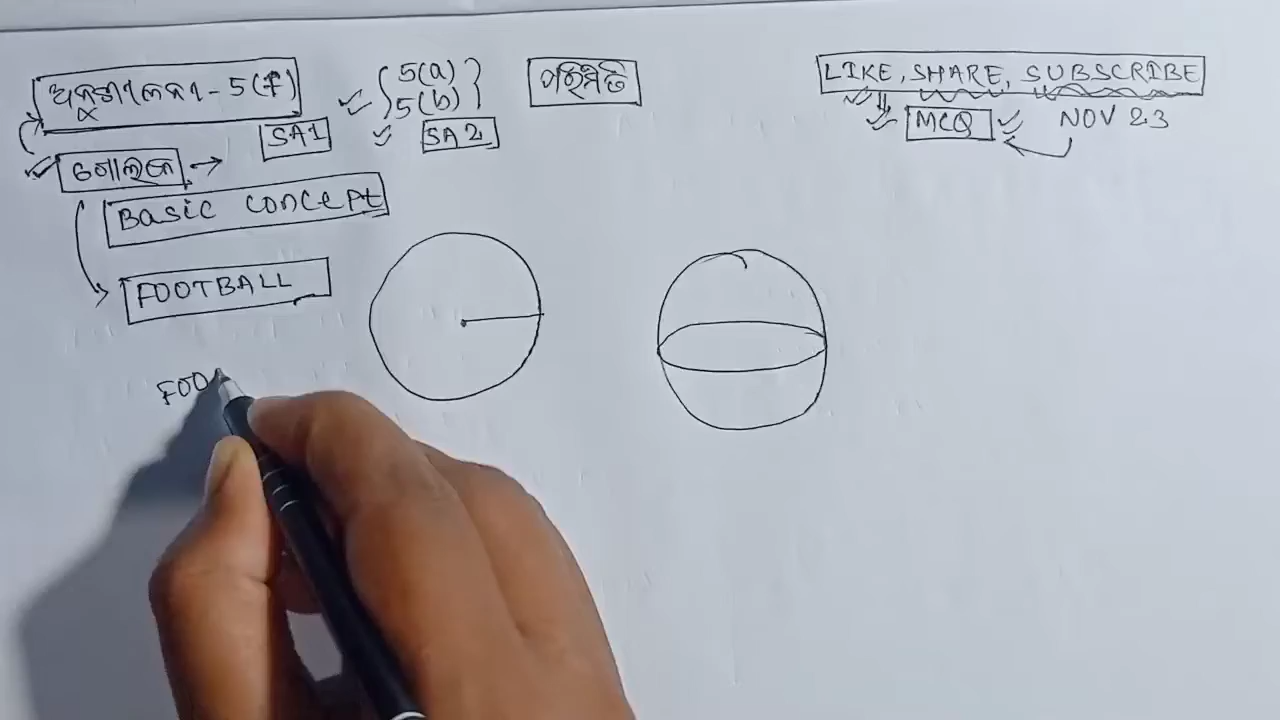 ଅନୁଶୀଳନୀ - 5(f)
5(a)
5(b)
ପରିମିତି
SA1
SA2
ଗୋଲକ →
Basic concept
FOOTBALL
FOO
LIKE, SHARE, SUBSCRIBE
MCQ
NOV 23